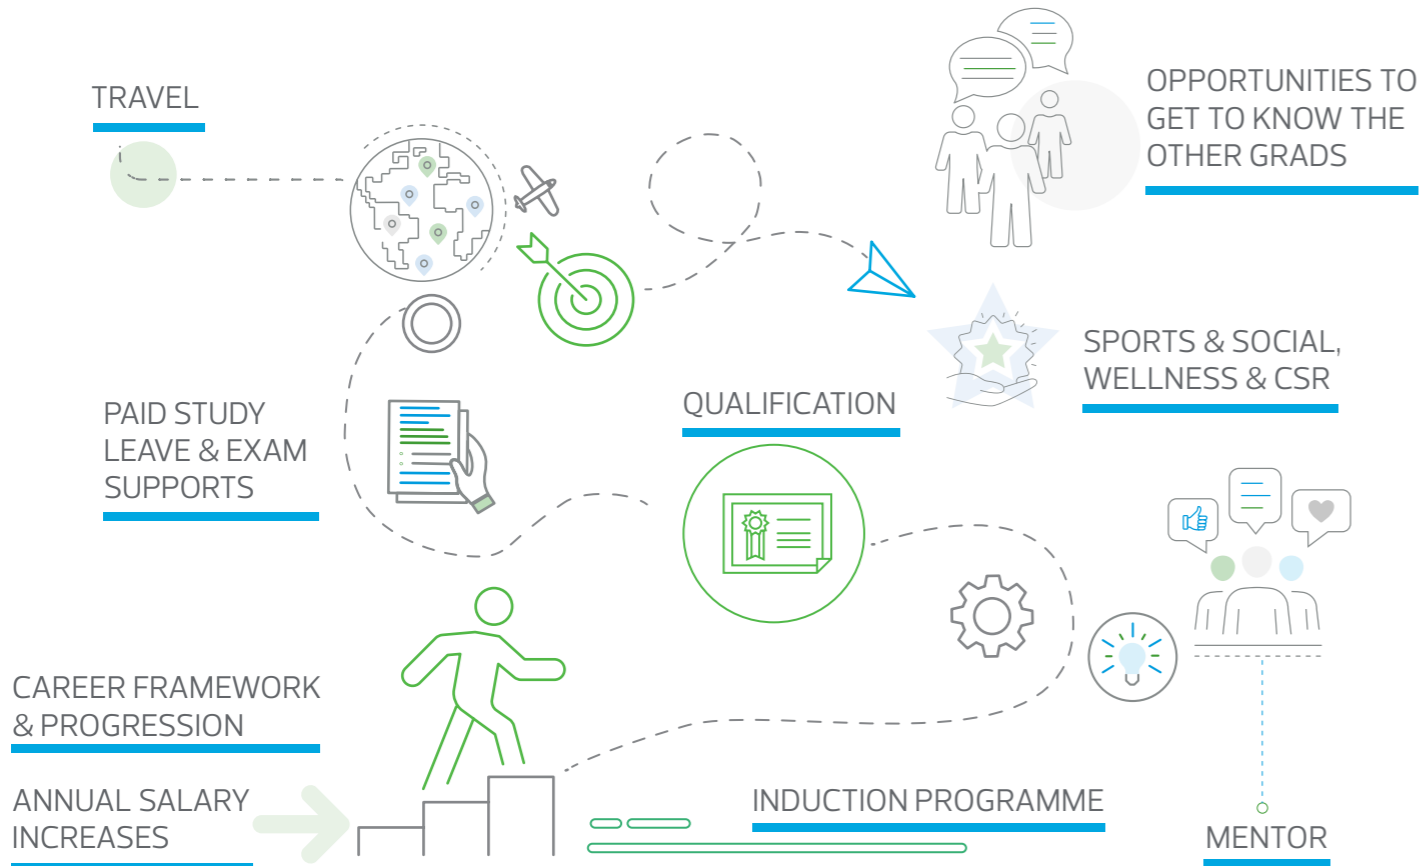 TRAVEL
OPPORTUNITIES TO
GET TO KNOW THE
OTHER GRADS
SPORTS & SOCIAL,
WELLNESS & CSR
PAID STUDY
LEAVE & EXAM
SUPPORTS
QUALIFICATION
CAREER FRAMEWORK
& PROGRESSION
ANNUAL SALARY
INCREASES
INDUCTION PROGRAMME
MENTOR